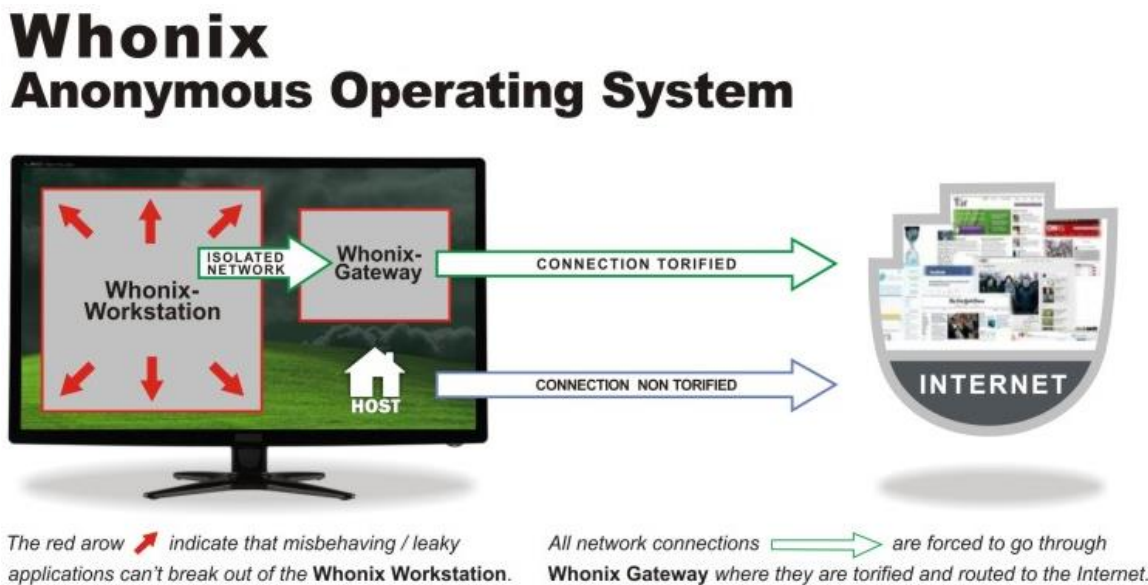 Whonix
Anonymous Operating System
ISOLATED
NETWORK
Whonix-
Gateway
CONNECTION TORIFIED
Whonix-
Workstation
HOST
CONNECTION NON TORIFIED
INTERNET
The red arow indicate that misbehaving / leaky
applications can't break out of the Whonix Workstation.
All network connections are forced to go through
Whonix Gateway where they are torified and routed to the Internet.